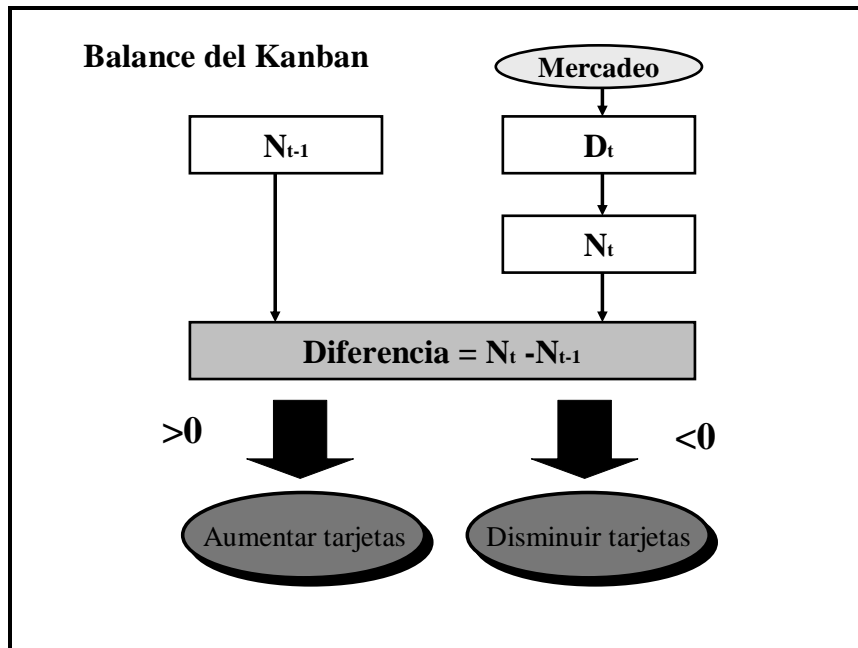 Balance del Kanban
Mercadeo
Nt-1
Dt
Nt
Diferencia = Nt -Nt-1
>0
<0
Aumentar tarjetas
Disminuir tarjetas